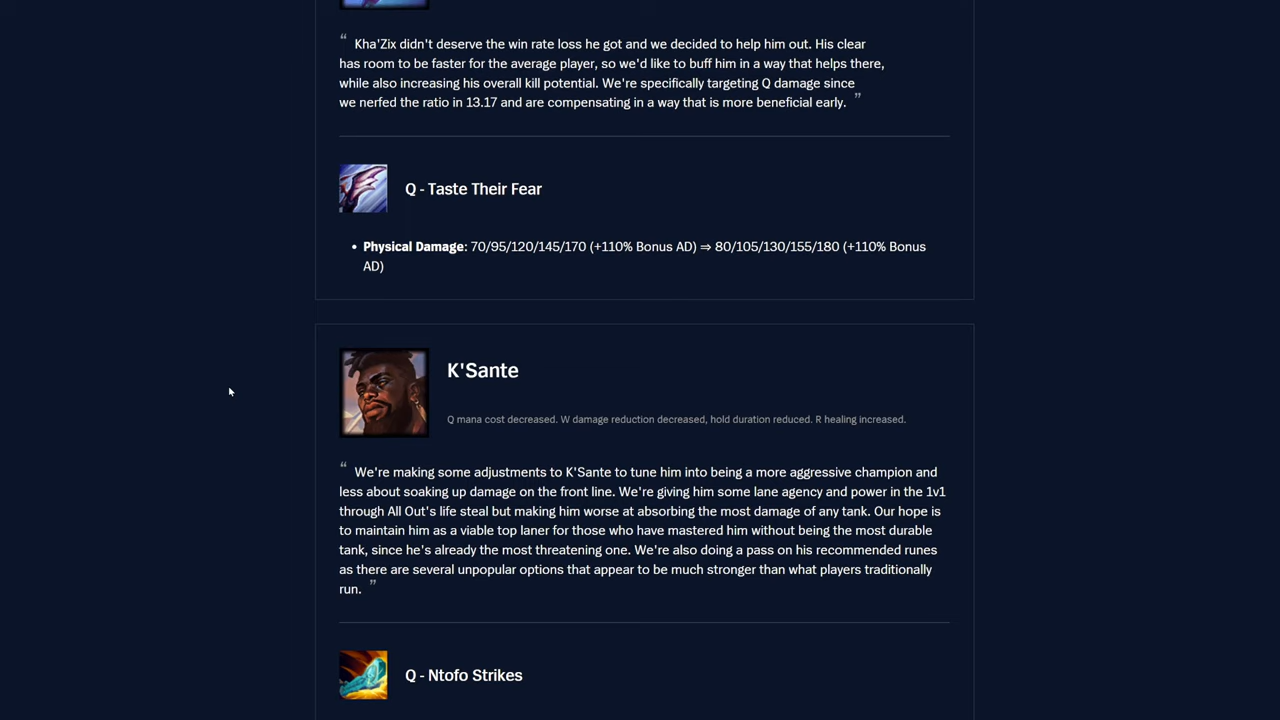 “ Kha'Zix didn't deserve the win rate loss he got and we decided to help him out. His clear
has room to be faster for the average player, so we'd like to buff him in a way that helps there,
while also increasing his overall kill potential. We're specifically targeting Q damage since
we nerfed the ratio in 13.17 and are compensating in a way that is more beneficial early. ”
Q - Taste Their Fear
• Physical Damage: 70/95/120/145/170 (+110% Bonus AD) ⇒ 80/105/130/155/180 (+110% Bonus
AD)
K'Sante
Q mana cost decreased. W damage reduction decreased, hold duration reduced. R healing increased.
“ We're making some adjustments to K'Sante to tune him into being a more aggressive champion and
less about soaking up damage on the front line. We're giving him some lane agency and power in the 1v1
through All Out's life steal but making him worse at absorbing the most damage of any tank. Our hope is
to maintain him as a viable top laner for those who have mastered him without being the most durable
tank, since he's already the most threatening one. We're also doing a pass on his recommended runes
as there are several unpopular options that appear to be much stronger than what players traditionally
run. ”
Q - Ntofo Strikes